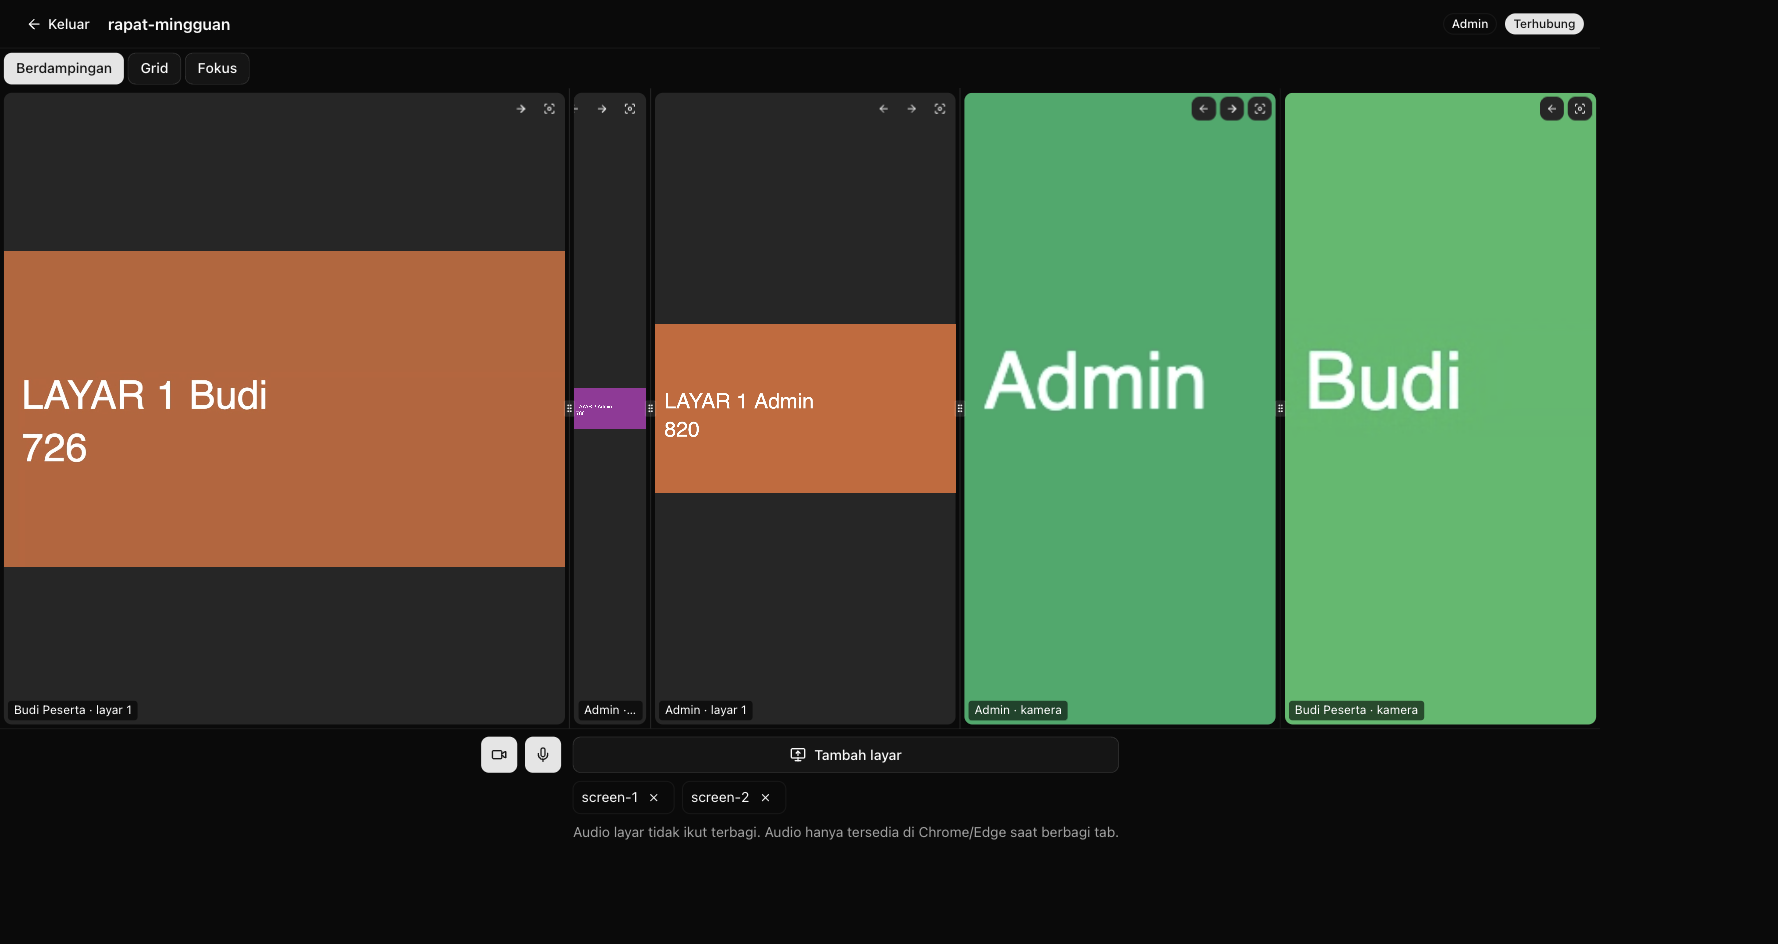 Keluar
rapat-mingguan
Admin
Terhubung
Berdampingan
Grid
Fokus
LAYAR 1 Budi
726
Budi Peserta · layar 1
Admin ·...
LAYAR 1 Admin
820
Admin · layar 1
Admin
Admin · kamera
Budi
Budi Peserta · kamera
Tambah layar
screen-1
screen-2
Audio layar tidak ikut terbagi. Audio hanya tersedia di Chrome/Edge saat berbagi tab.